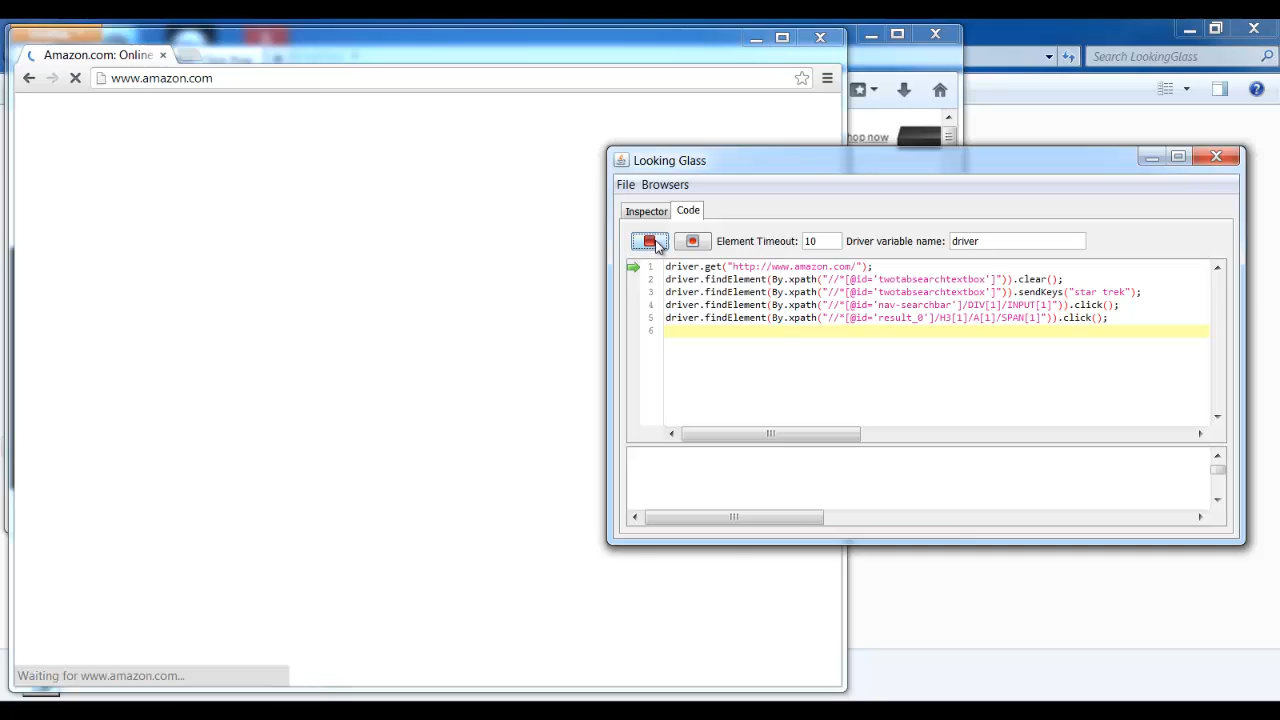 Amazon.com: Online
www.amazon.com
Search LookingGlass
hop now
Looking Glass
File Browsers
Inspector Code
Element Timeout: 10 Driver variable name: driver
1 driver.get("http://www.amazon.com/");
2 driver.findElement(By.xpath("//*[@id='twotabsearchtextbox']")).clear();
3 driver.findElement(By.xpath("//*[@id='twotabsearchtextbox']")).sendKeys("star trek");
4 driver.findElement(By.xpath("//*[@id='nav-searchbar']/DIV[1]/INPUT[1]")).click();
5 driver.findElement(By.xpath("//*[@id='result_0']/H3[1]/A[1]/SPAN[1]")).click();
6
Waiting for www.amazon.com...